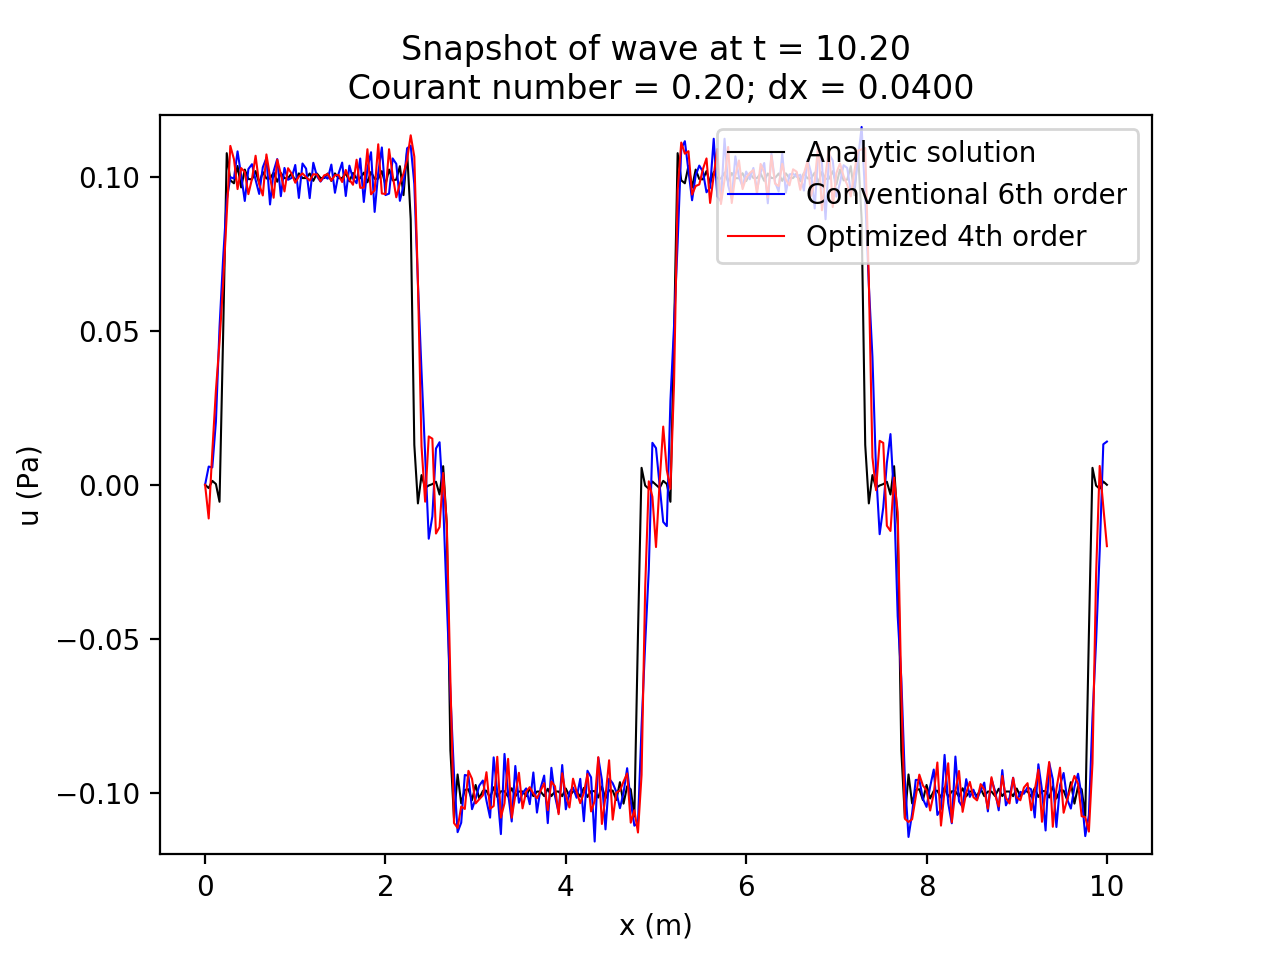 Snapshot of wave at t = 10.20
Courant number = 0.20; dx = 0.0400
Analytic solution
Conventional 6th order
Optimized 4th order
0.10
0.05
0.00
−0.05
−0.10
u (Pa)
0 2 4 6 8 10
x (m)